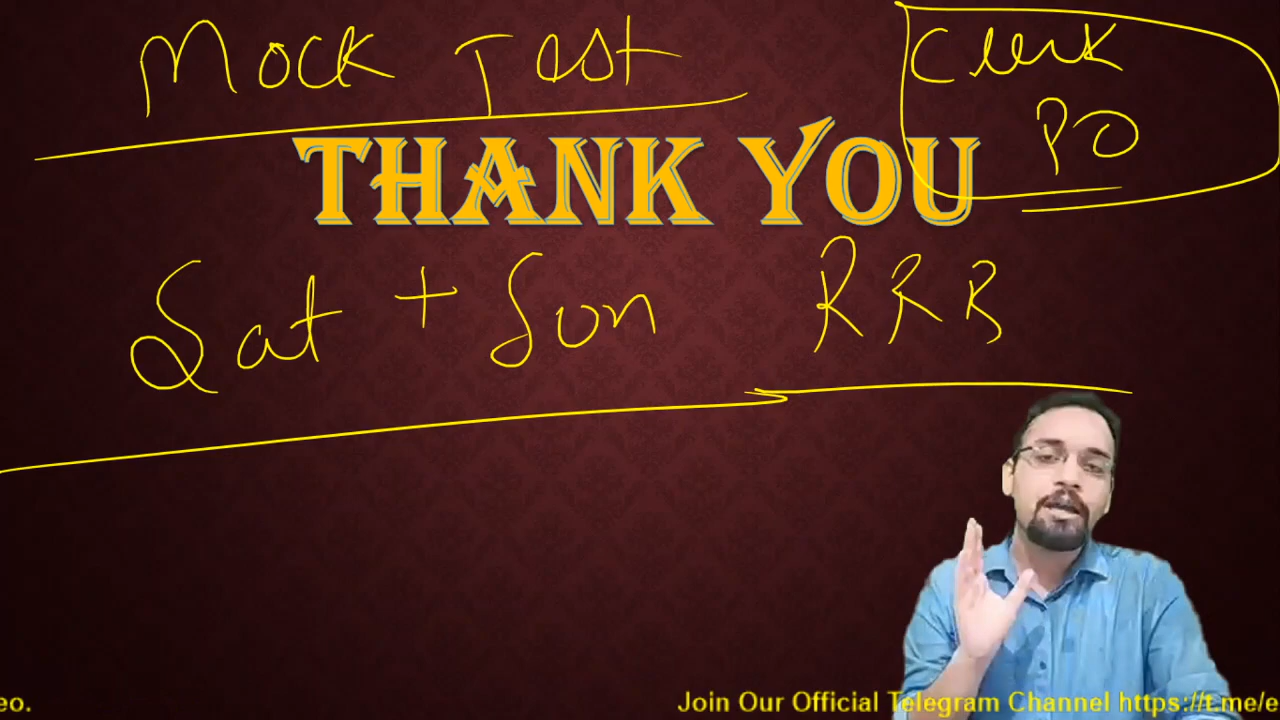 Mock Test
Clerk
PO
THANK YOU
Sat + Sun
RRB
eo. Join Our Official Telegram Channel https://t.me/e